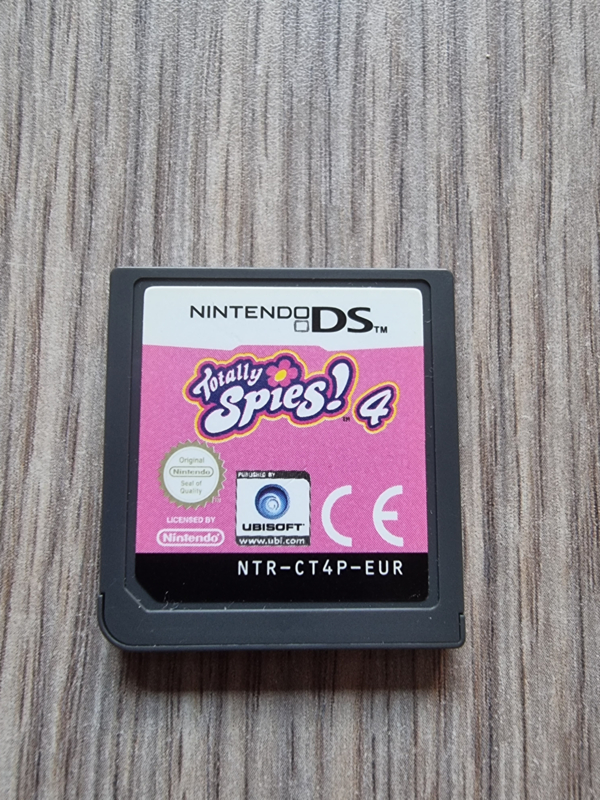 NINTENDO DS™
Totally
Spies! 4
™
Original
Nintendo
Seal of
Quality
PUBLISHED BY
UBISOFT
www.ubi.com
CE
LICENSED BY
Nintendo
NTR-CT4P-EUR